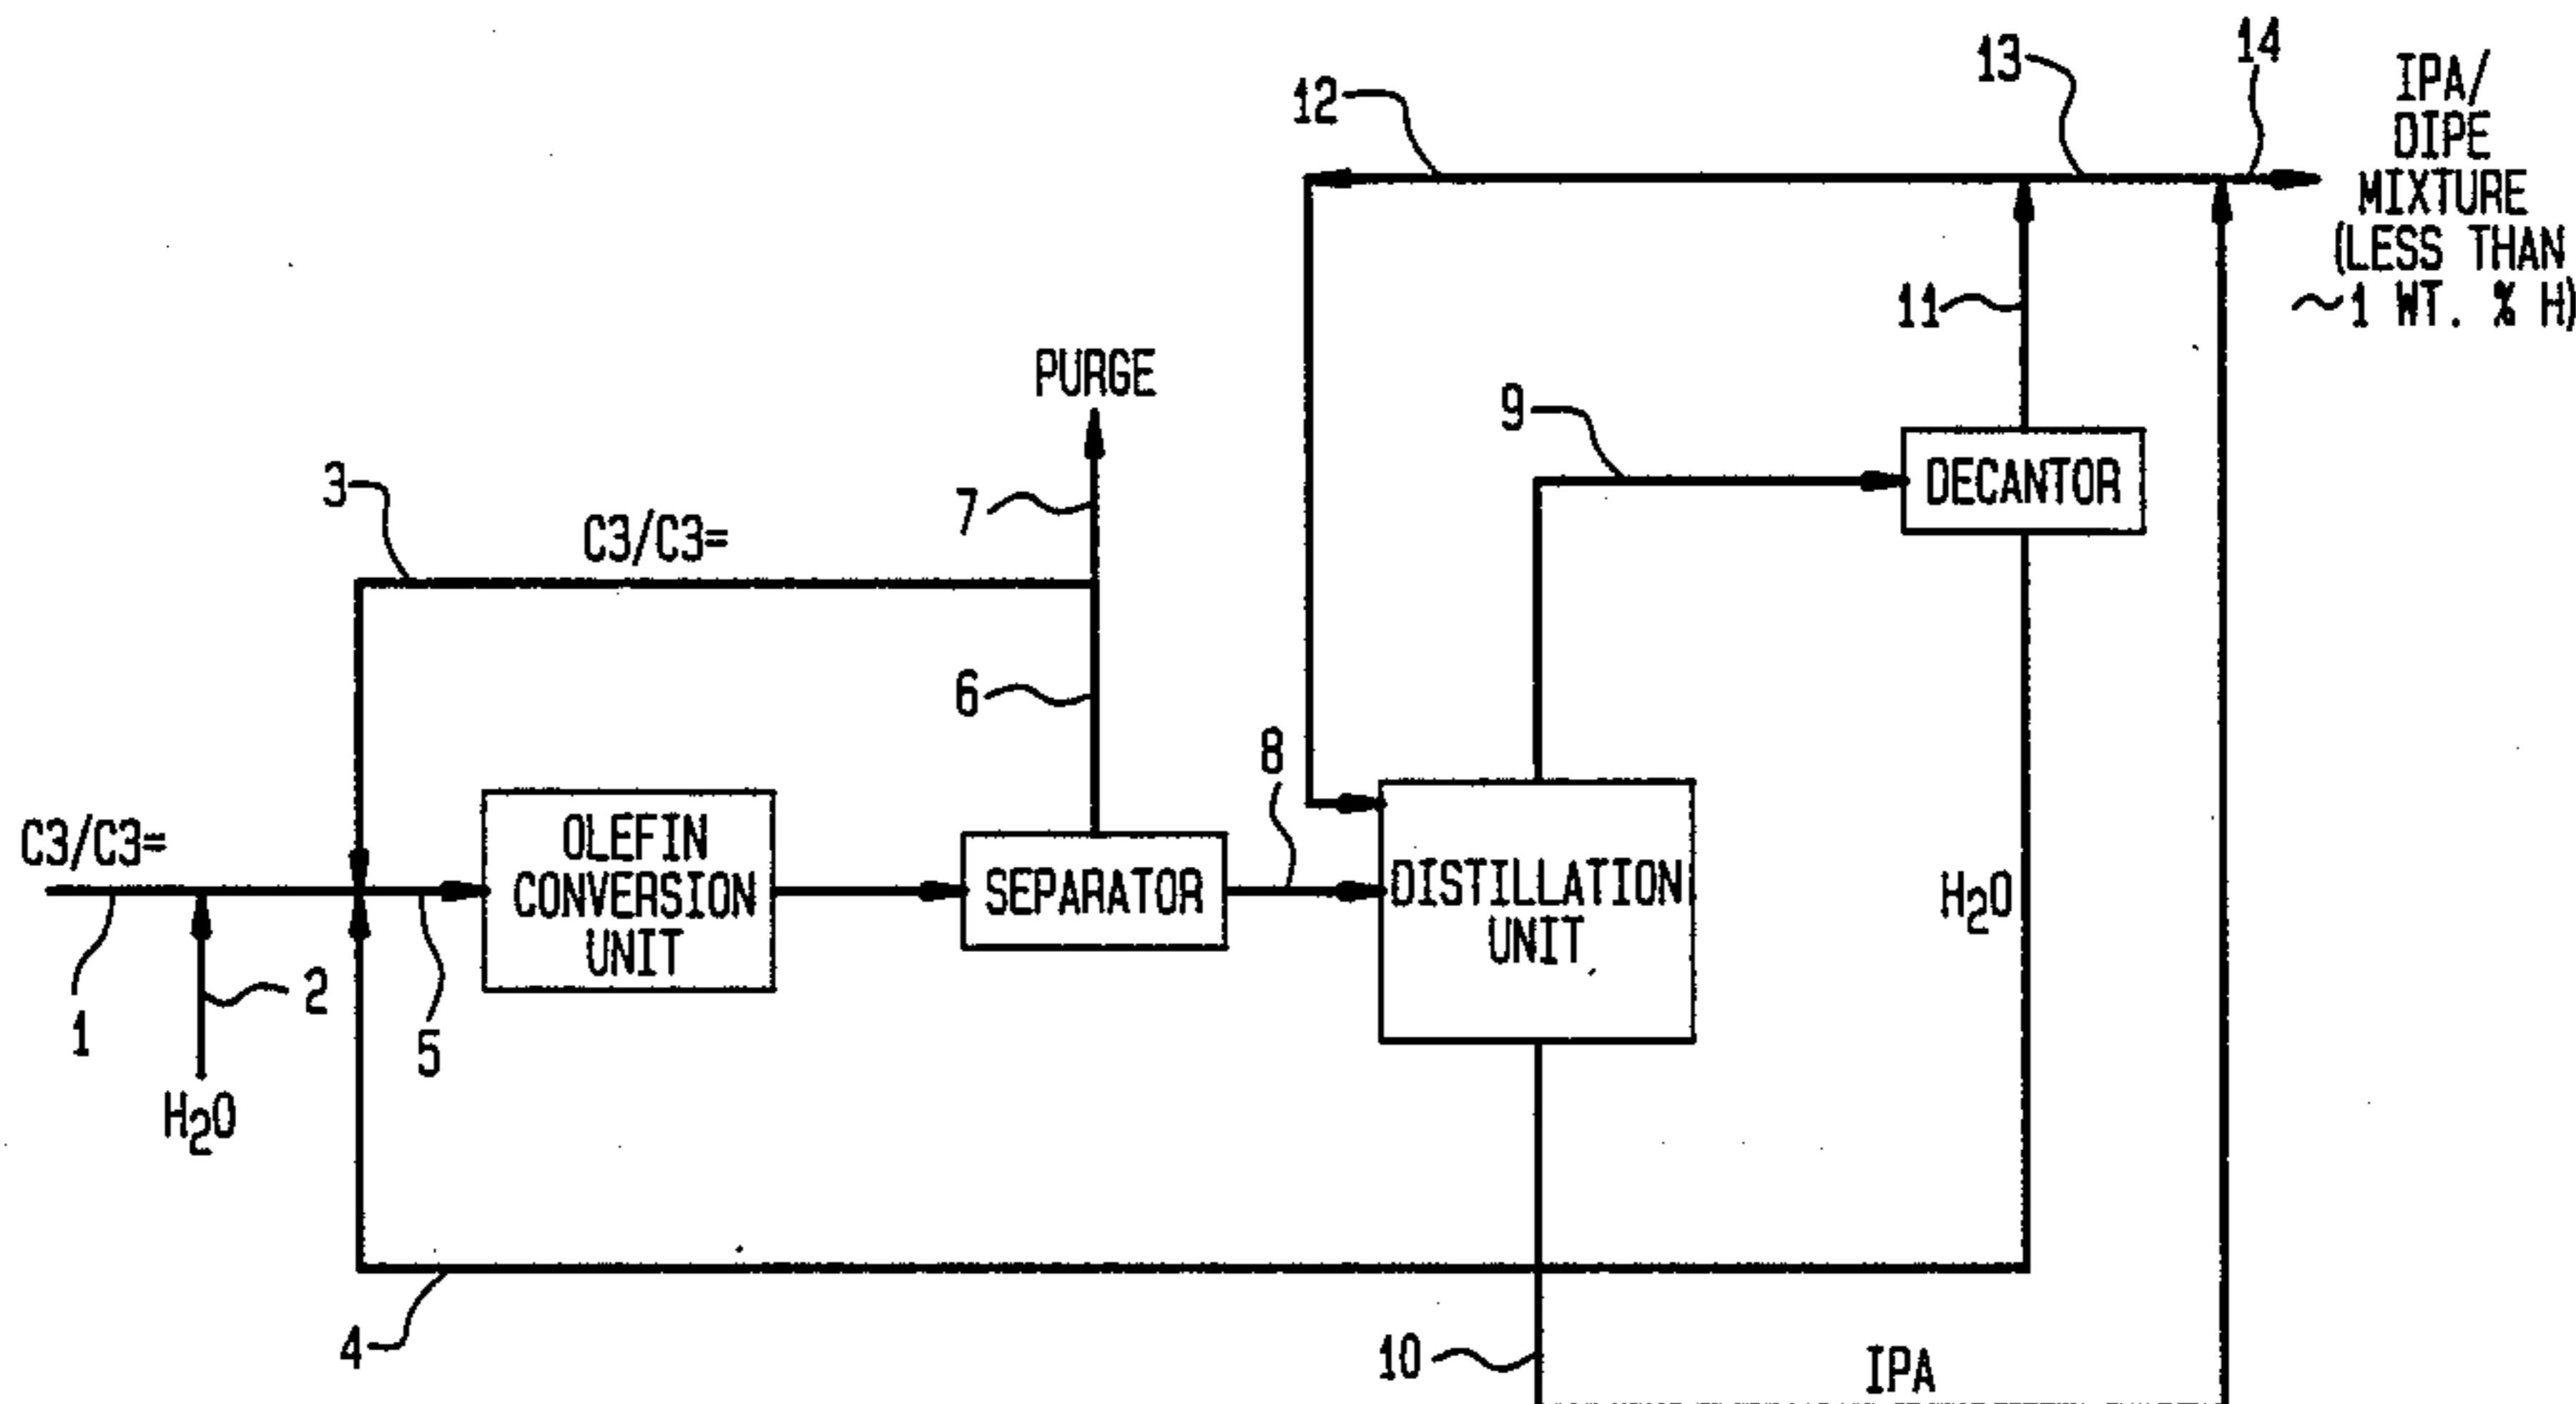 14
13
IPA/
DIPE
MIXTURE
(LESS THAN
~1 WT. % H)
12
11
PURGE
9
DECANTOR
3
C3/C3=
7
6
8
C3/C3=
OLEFIN
CONVERSION
UNIT
SEPARATOR
DISTILLATION
UNIT
H2O
1
2
5
H2O
4
10
IPA